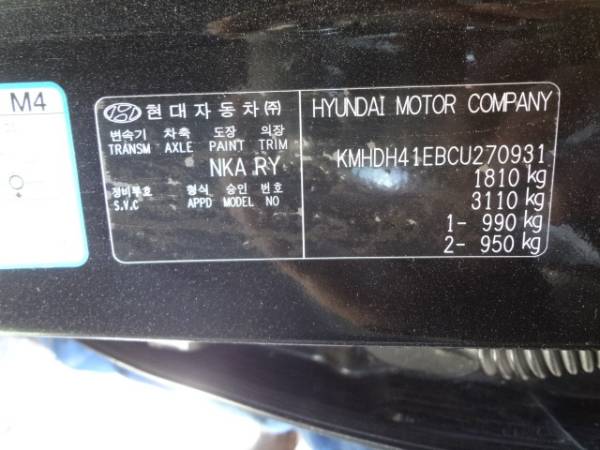 M4
현대자동차㈜
변속기 차축 도장 의장
TRANSM AXLE PAINT TRIM
NKA RY
정비부호 형식 승인 번호
S.V.C APPD MODEL NO
HYUNDAI MOTOR COMPANY
KMHDH41EBCU270931
1810 kg
3110 kg
1- 990 kg
2- 950 kg